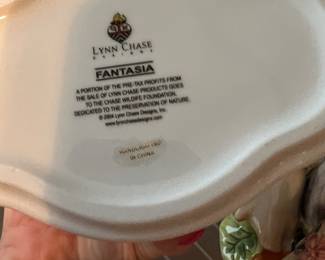 LYNN CHASE
DESIGNS
FANTASIA
A PORTION OF THE PRE-TAX PROFITS FROM
THE SALE OF LYNN CHASE PRODUCTS GOES
TO THE CHASE WILDLIFE FOUNDATION,
DEDICATED TO THE PRESERVATION OF NATURE.
© 2004 Lynn Chase Designs, Inc.
www.lynnchasedesigns.com
HANDCRAFTED
IN CHINA